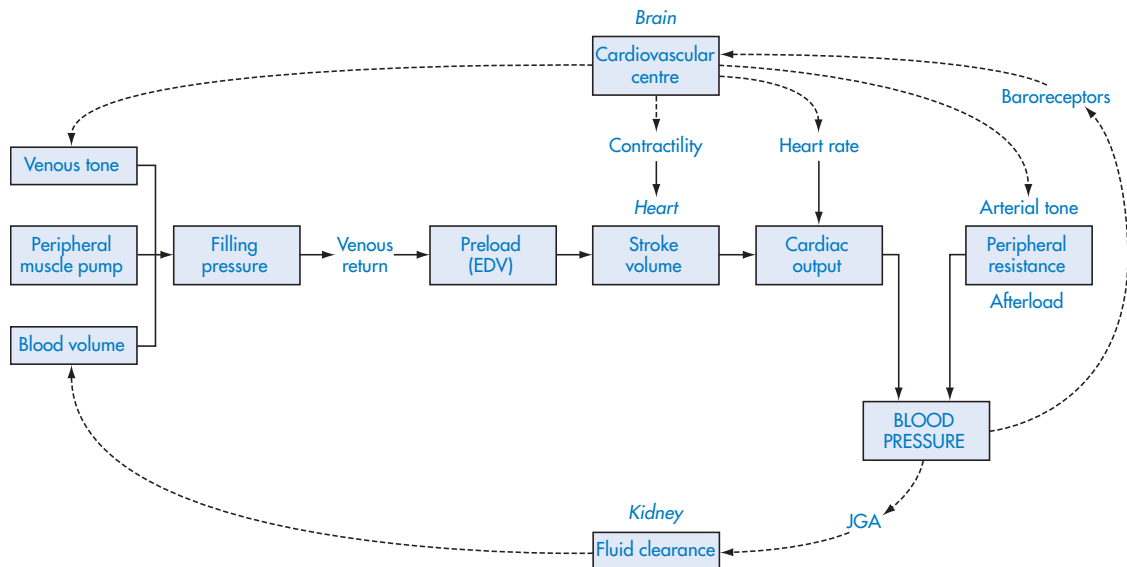 Brain
Cardiovascular
centre
Baroreceptors
Contractility
Heart rate
Venous tone
Heart
Arterial tone
Peripheral
muscle pump
Filling
pressure
Venous
return
Preload
(EDV)
Stroke
volume
Cardiac
output
Peripheral
resistance
Afterload
Blood volume
BLOOD
PRESSURE
Kidney
JGA
Fluid clearance